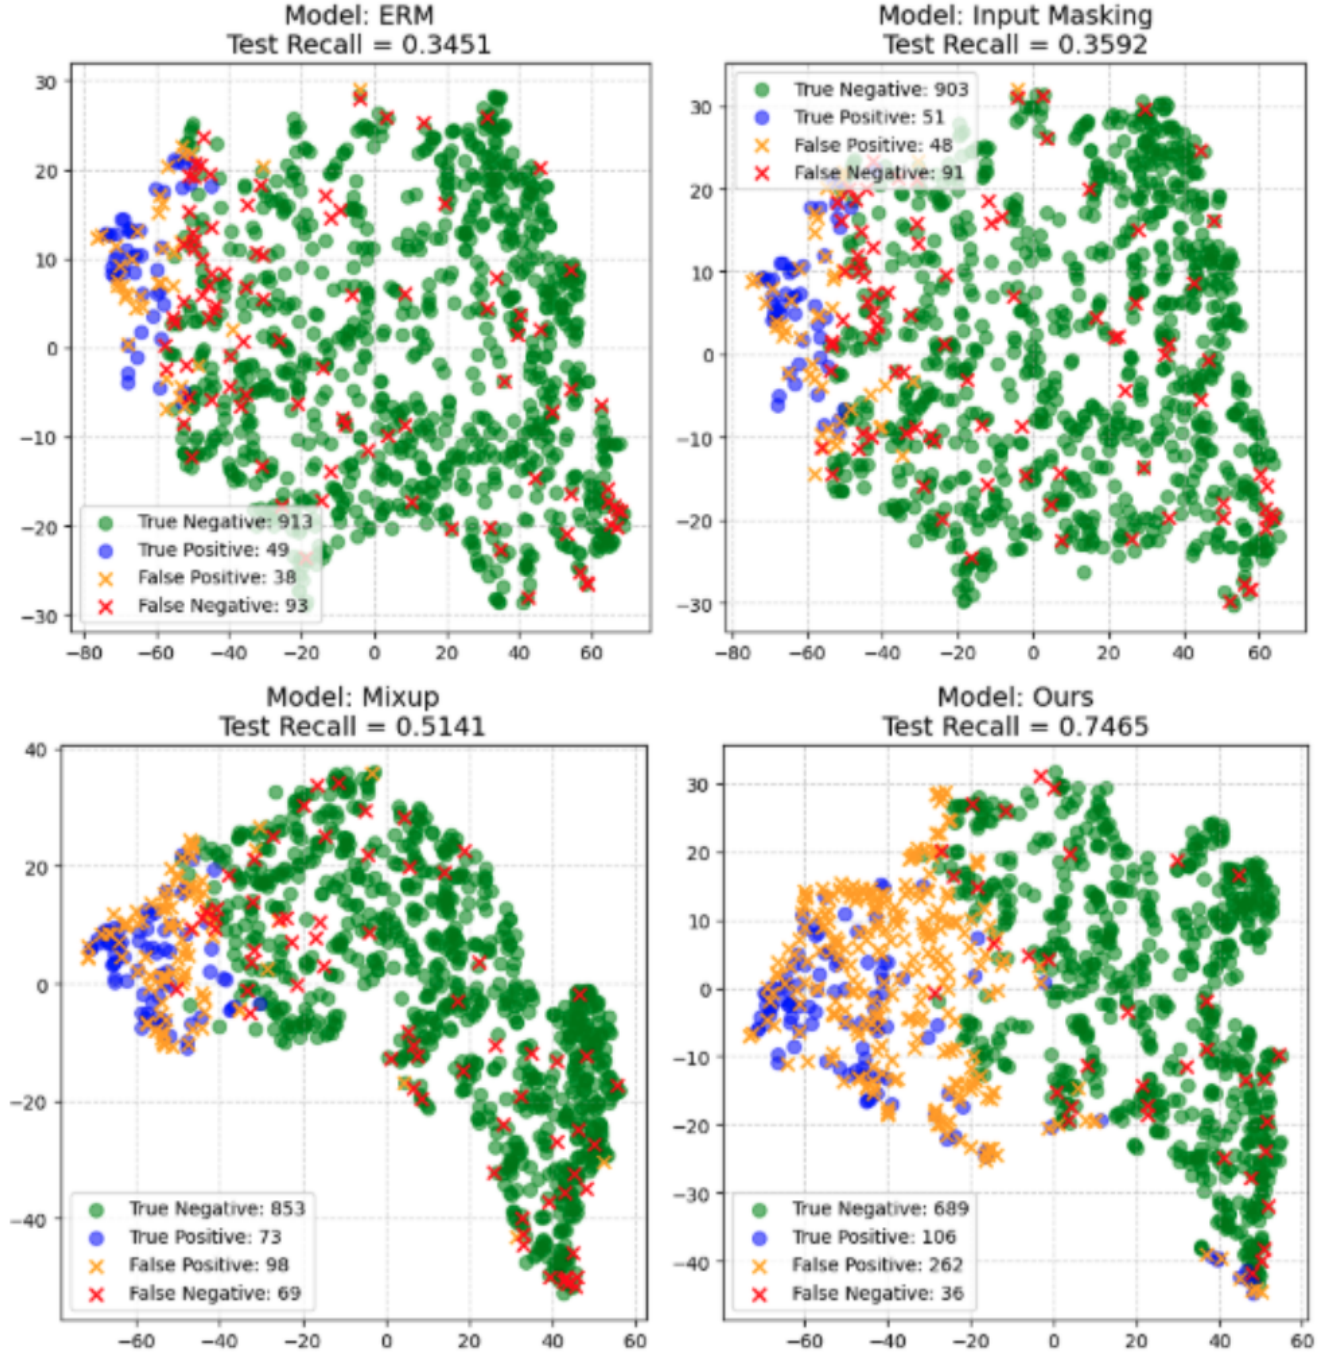 Model: ERM
Test Recall = 0.3451
30
20
10
0
−10
−20
−30
True Negative: 913
True Positive: 49
False Positive: 38
False Negative: 93
−80 −60 −40 −20 0 20 40 60
Model: Input Masking
Test Recall = 0.3592
True Negative: 903
True Positive: 51
False Positive: 48
False Negative: 91
30
20
10
0
−10
−20
−30
−80 −60 −40 −20 0 20 40 60
Model: Mixup
Test Recall = 0.5141
40
20
0
−20
−40
True Negative: 853
True Positive: 73
False Positive: 98
False Negative: 69
−60 −40 −20 0 20 40 60
Model: Ours
Test Recall = 0.7465
30
20
10
0
−10
−20
−30
−40
True Negative: 689
True Positive: 106
False Positive: 262
False Negative: 36
−60 −40 −20 0 20 40 60